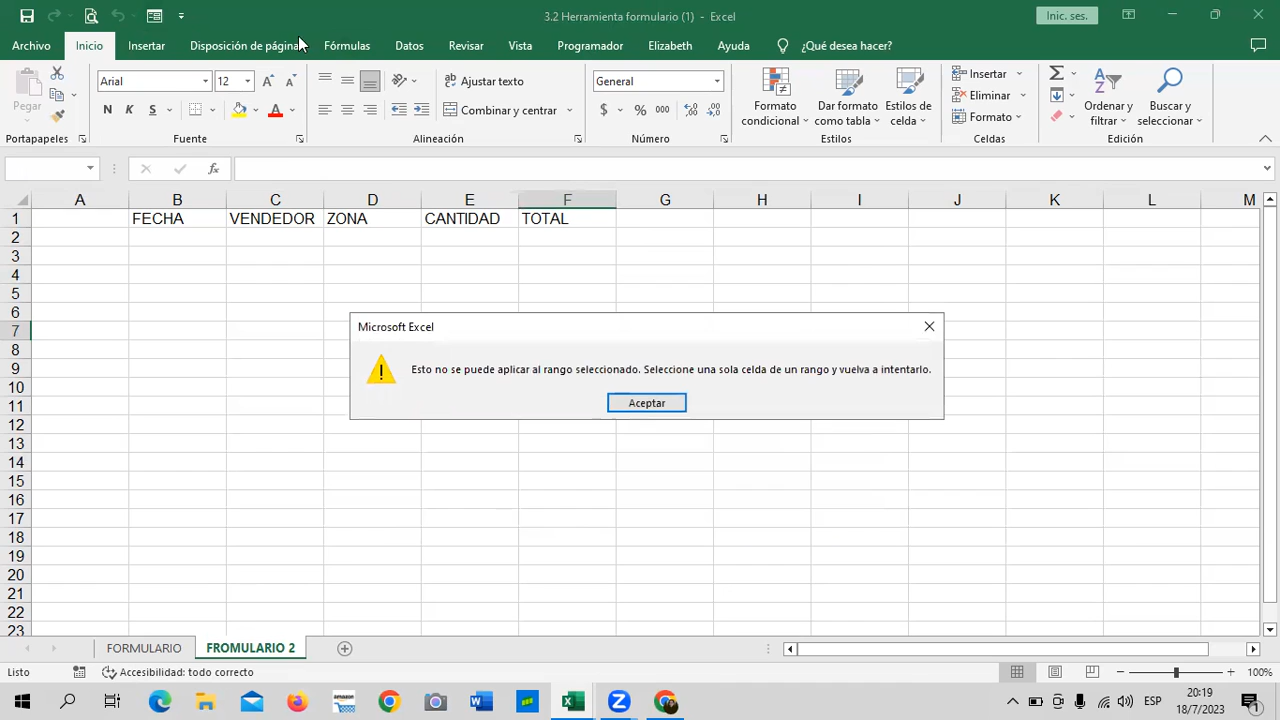 3.2 Herramienta formulario (1) - Excel
Inic. ses.
Archivo Inicio Insertar Disposición de página Fórmulas Datos Revisar Vista Programador Elizabeth Ayuda ¿Qué desea hacer?
Pegar
Portapapeles
Arial 12
N K S
Fuente
Ajustar texto
Combinar y centrar
Alineación
General
$ % 000
Número
Formato condicional
Dar formato como tabla
Estilos de celda
Estilos
Insertar
Eliminar
Formato
Celdas
Ordenar y filtrar
Buscar y seleccionar
Edición
fx
A B C D E F G H I J K L M
1 FECHA VENDEDOR ZONA CANTIDAD TOTAL
2
3
4
5
6
7
8
9
10
11
12
13
14
15
16
17
18
19
20
21
22
23
Microsoft Excel
Esto no se puede aplicar al rango seleccionado. Seleccione una sola celda de un rango y vuelva a intentarlo.
Aceptar
FORMULARIO FROMULARIO 2
Listo Accesibilidad: todo correcto 100%
ESP
20:19
18/7/2023